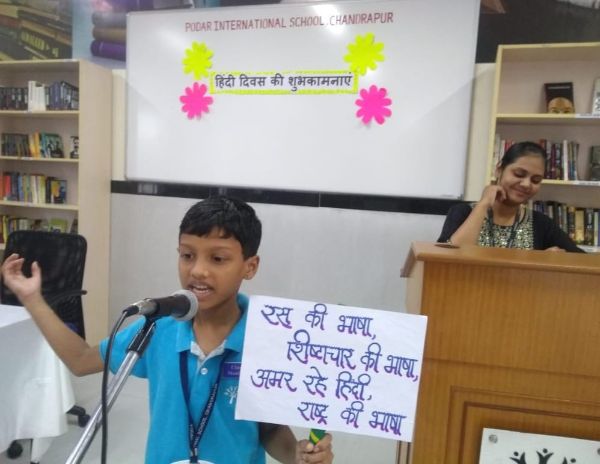 PODAR INTERNATIONAL SCHOOL, CHANDRAPUR
हिंदी दिवस की शुभकामनाएं
रस की भाषा,
शिष्टाचार की भाषा,
अमर रहे हिंदी,
राष्ट्र की भाषा